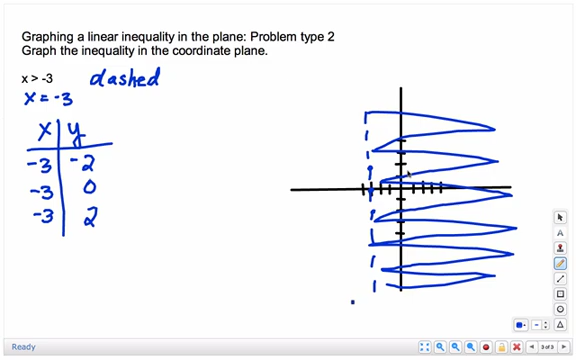 Graphing a linear inequality in the plane: Problem type 2
Graph the inequality in the coordinate plane.
x > -3 dashed
x = -3
x y
-3 -2
-3 0
-3 2
A
Ready
3 of 3